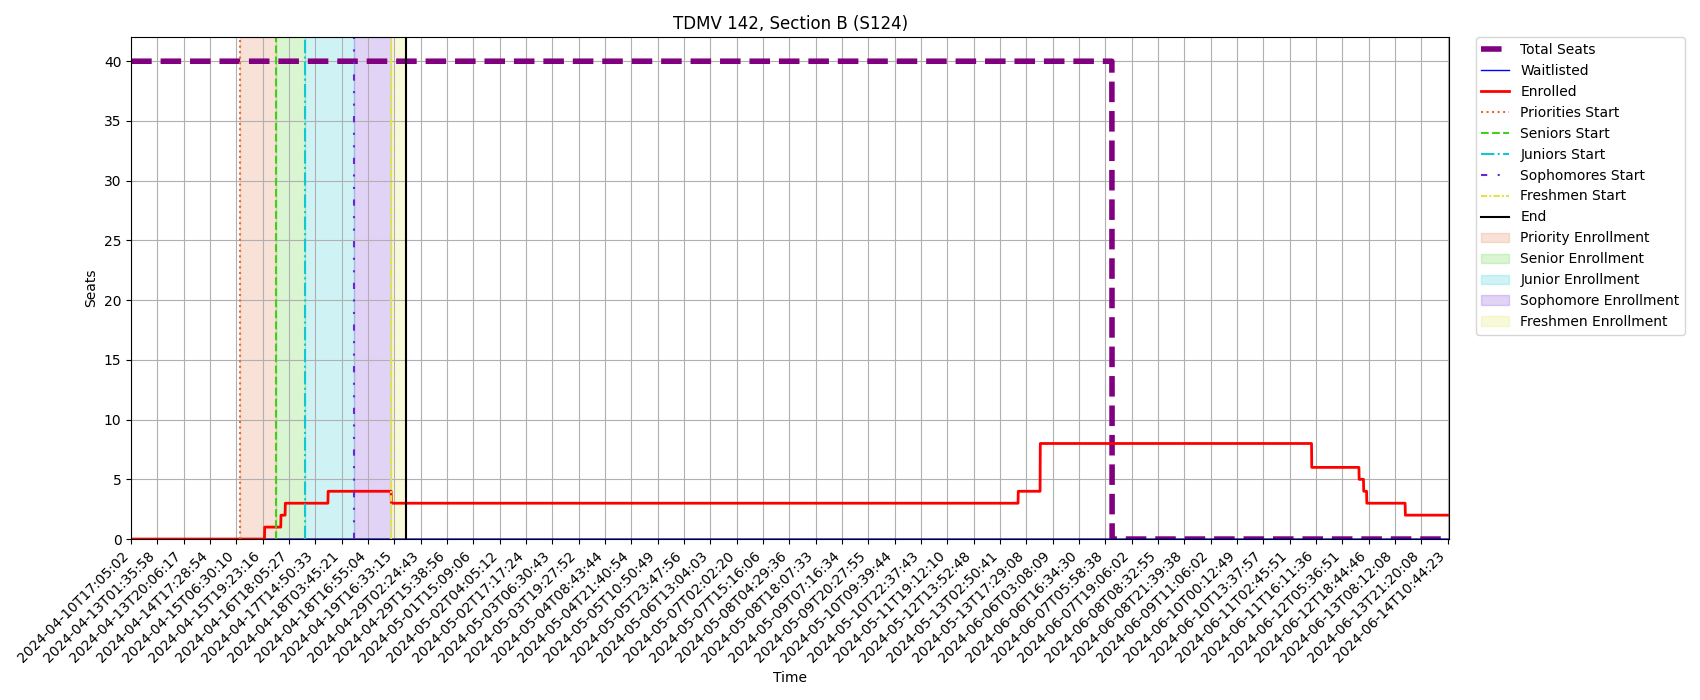 TDMV 142, Section B (S124)
Seats
40
35
30
25
20
15
10
5
0
2024-04-10T17:05:02
2024-04-13T01:35:58
2024-04-13T20:06:17
2024-04-14T17:28:54
2024-04-15T06:30:10
2024-04-15T19:23:16
2024-04-16T18:05:27
2024-04-17T14:50:33
2024-04-18T03:45:21
2024-04-18T16:55:04
2024-04-19T16:33:15
2024-04-29T02:24:43
2024-04-29T15:38:56
2024-05-01T15:09:06
2024-05-02T04:05:12
2024-05-02T17:17:24
2024-05-03T06:30:43
2024-05-03T19:27:52
2024-05-04T08:43:44
2024-05-04T21:40:54
2024-05-05T10:50:49
2024-05-05T23:47:56
2024-05-06T13:04:03
2024-05-07T02:02:20
2024-05-07T15:16:06
2024-05-08T04:29:36
2024-05-08T18:07:33
2024-05-09T07:16:34
2024-05-09T20:27:55
2024-05-10T09:39:44
2024-05-10T22:37:43
2024-05-11T19:12:10
2024-05-12T13:52:48
2024-05-13T02:50:41
2024-05-13T17:29:08
2024-06-06T03:08:09
2024-06-06T16:34:30
2024-06-07T05:58:38
2024-06-07T19:06:02
2024-06-08T08:32:55
2024-06-08T21:39:38
2024-06-09T11:06:02
2024-06-10T00:12:49
2024-06-10T13:37:57
2024-06-11T02:45:51
2024-06-11T16:11:36
2024-06-12T05:36:51
2024-06-12T18:44:46
2024-06-13T08:12:08
2024-06-13T21:20:08
2024-06-14T10:44:23
Time
Total Seats
Waitlisted
Enrolled
Priorities Start
Seniors Start
Juniors Start
Sophomores Start
Freshmen Start
End
Priority Enrollment
Senior Enrollment
Junior Enrollment
Sophomore Enrollment
Freshmen Enrollment